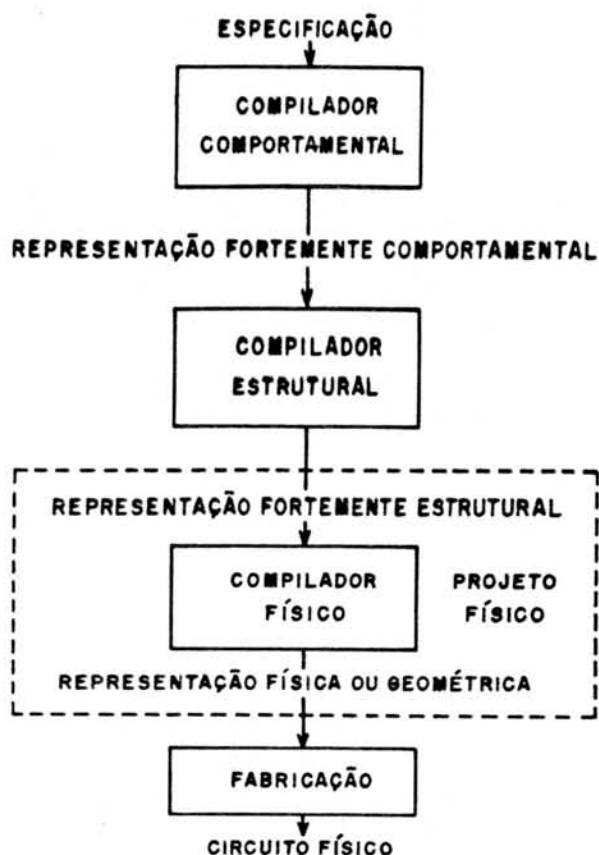 ESPECIFICAÇÃO
COMPILADOR
COMPORTAMENTAL
REPRESENTAÇÃO FORTEMENTE COMPORTAMENTAL
COMPILADOR
ESTRUTURAL
REPRESENTAÇÃO FORTEMENTE ESTRUTURAL
COMPILADOR
FÍSICO
PROJETO
FÍSICO
REPRESENTAÇÃO FÍSICA OU GEOMÉTRICA
FABRICAÇÃO
CIRCUITO FÍSICO